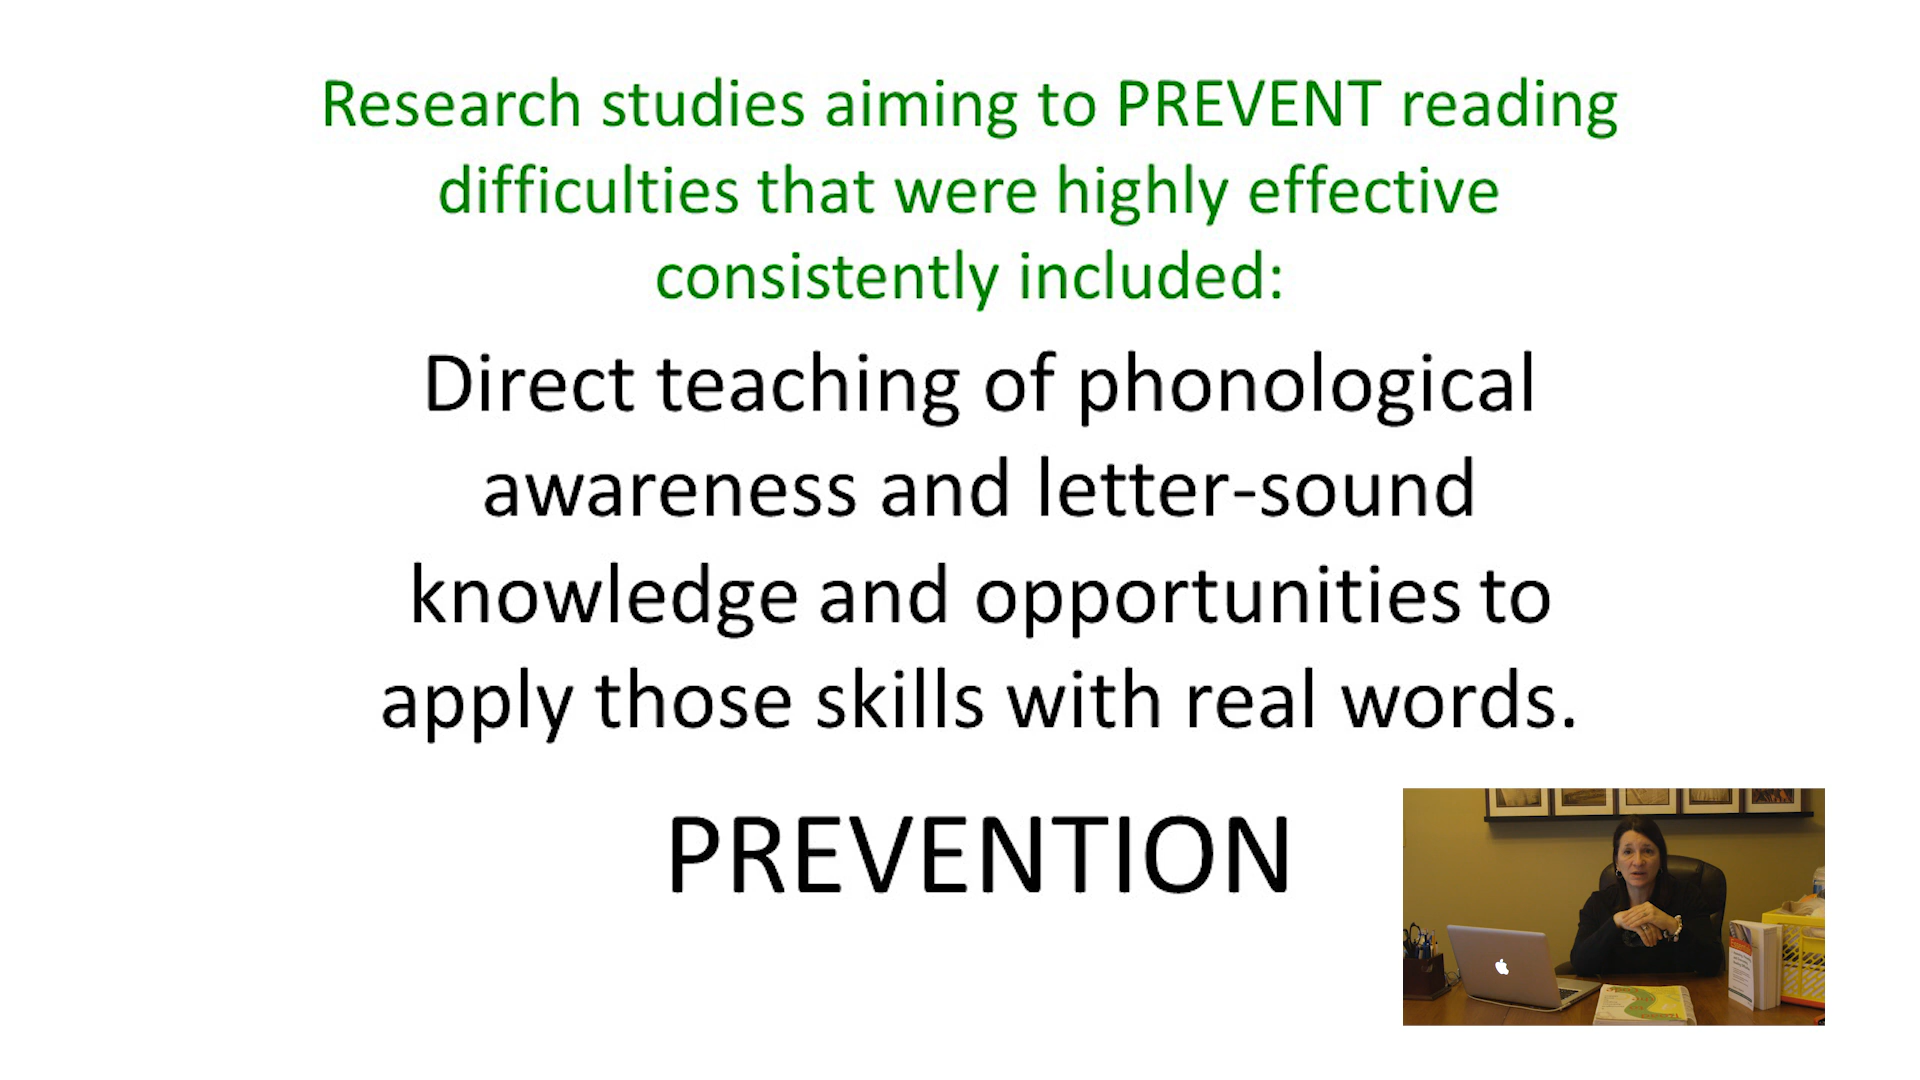 Research studies aiming to PREVENT reading
difficulties that were highly effective
consistently included:
Direct teaching of phonological
awareness and letter-sound
knowledge and opportunities to
apply those skills with real words.
PREVENTION